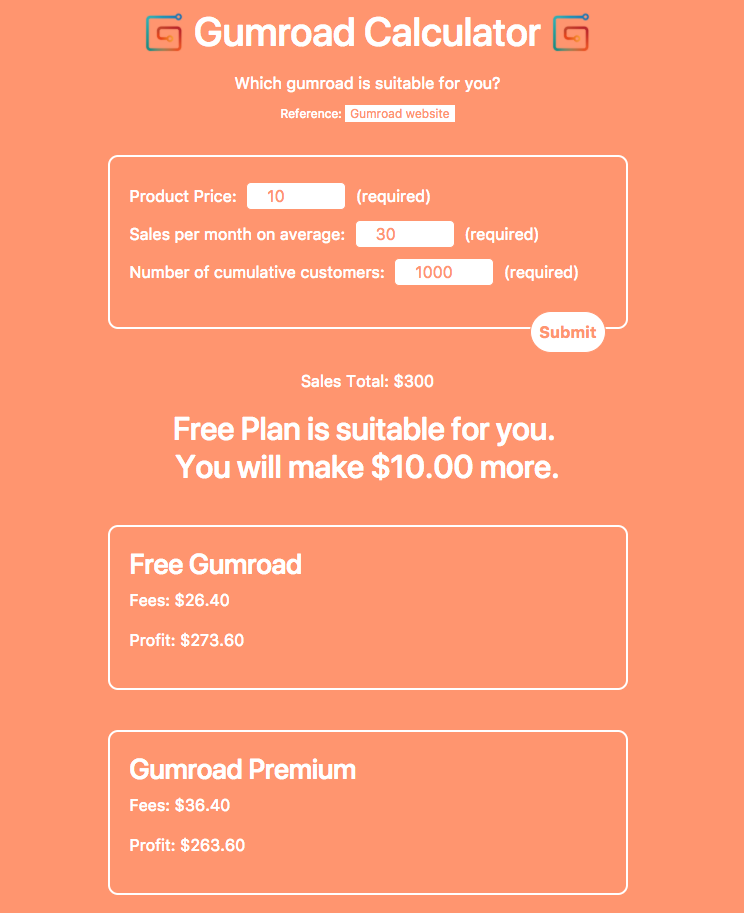 Gumroad Calculator
Which gumroad is suitable for you?
Reference: Gumroad website
Product Price: 10 (required)
Sales per month on average: 30 (required)
Number of cumulative customers: 1000 (required)
Submit
Sales Total: $300
Free Plan is suitable for you.
You will make $10.00 more.
Free Gumroad
Fees: $26.40
Profit: $273.60
Gumroad Premium
Fees: $36.40
Profit: $263.60